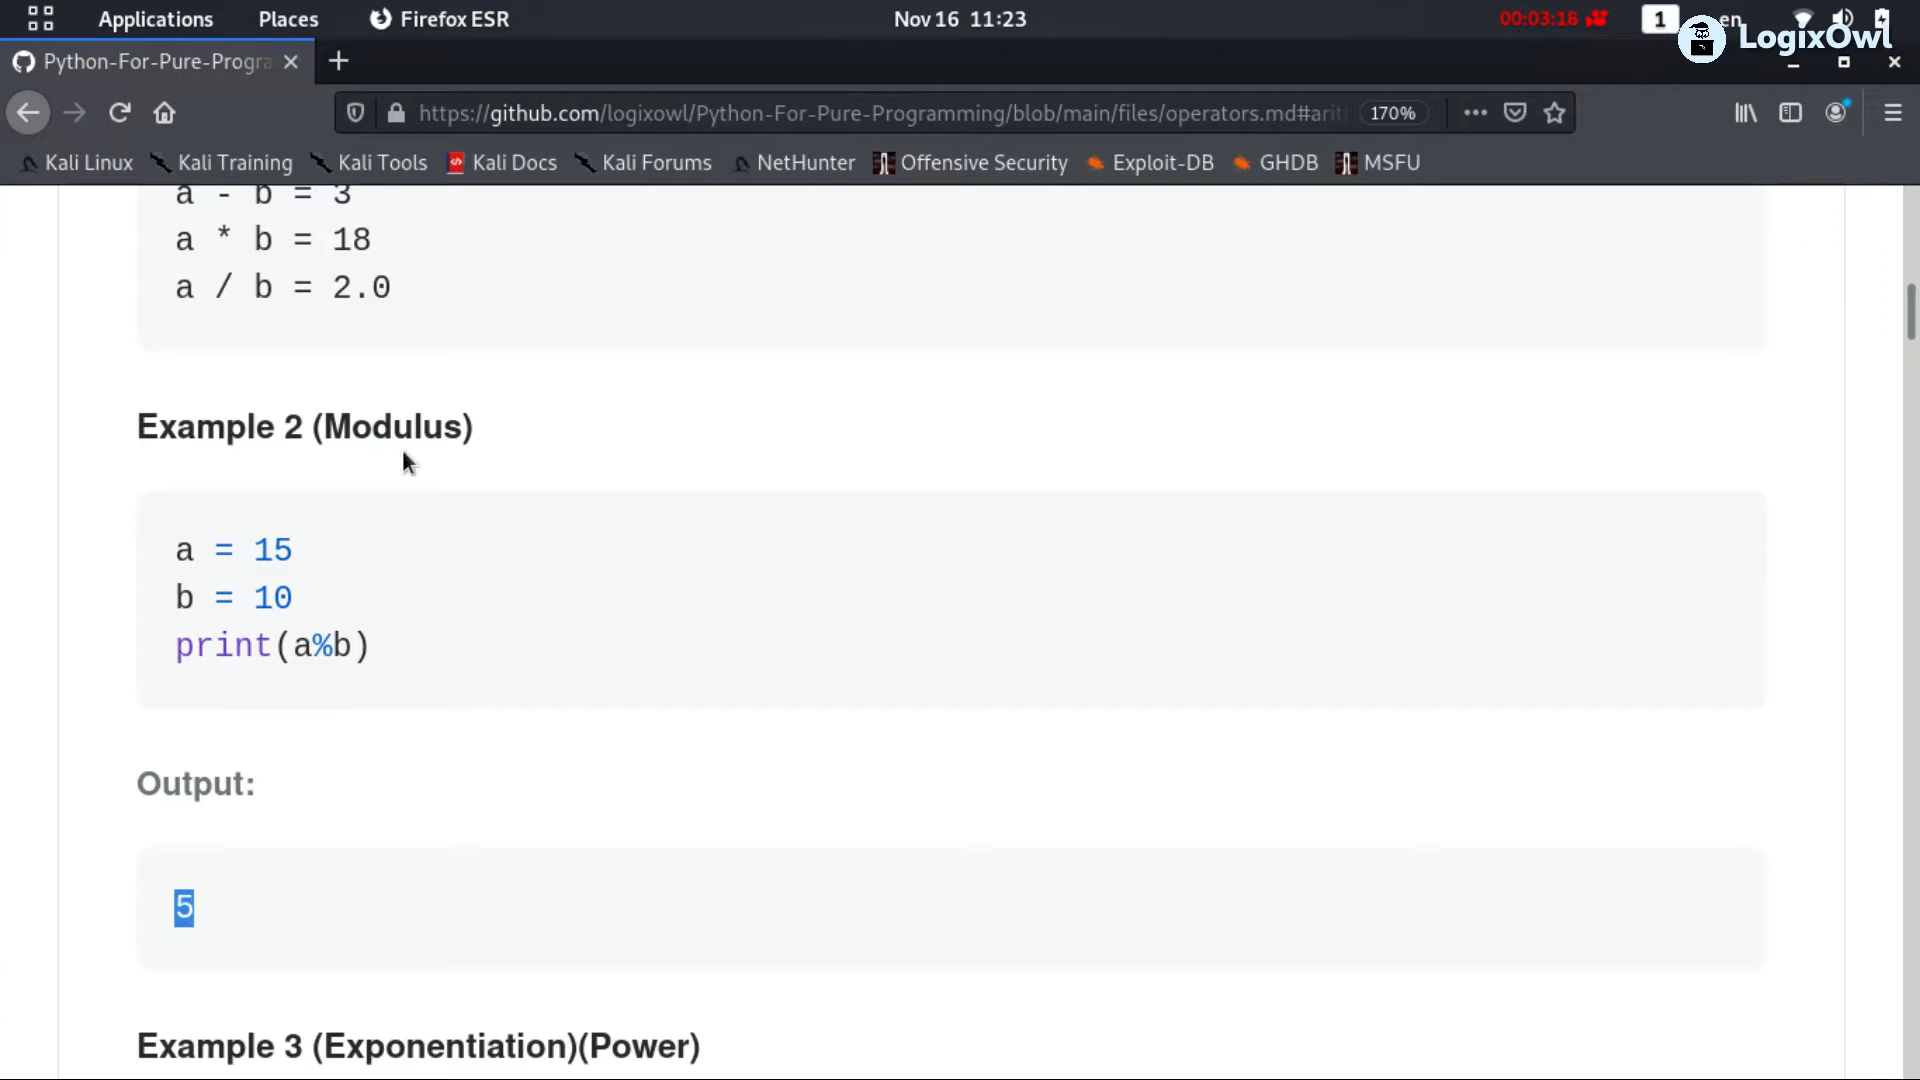 Applications Places Firefox ESR Nov 16 11:23 00:03:16 1 en
LogixOwl
Python-For-Pure-Progra
https://github.com/logixowl/Python-For-Pure-Programming/blob/main/files/operators.md#arit 170%
Kali Linux Kali Training Kali Tools Kali Docs Kali Forums NetHunter Offensive Security Exploit-DB GHDB MSFU
a - b = 3
a * b = 18
a / b = 2.0
Example 2 (Modulus)
a = 15
b = 10
print(a%b)
Output:
5
Example 3 (Exponentiation)(Power)